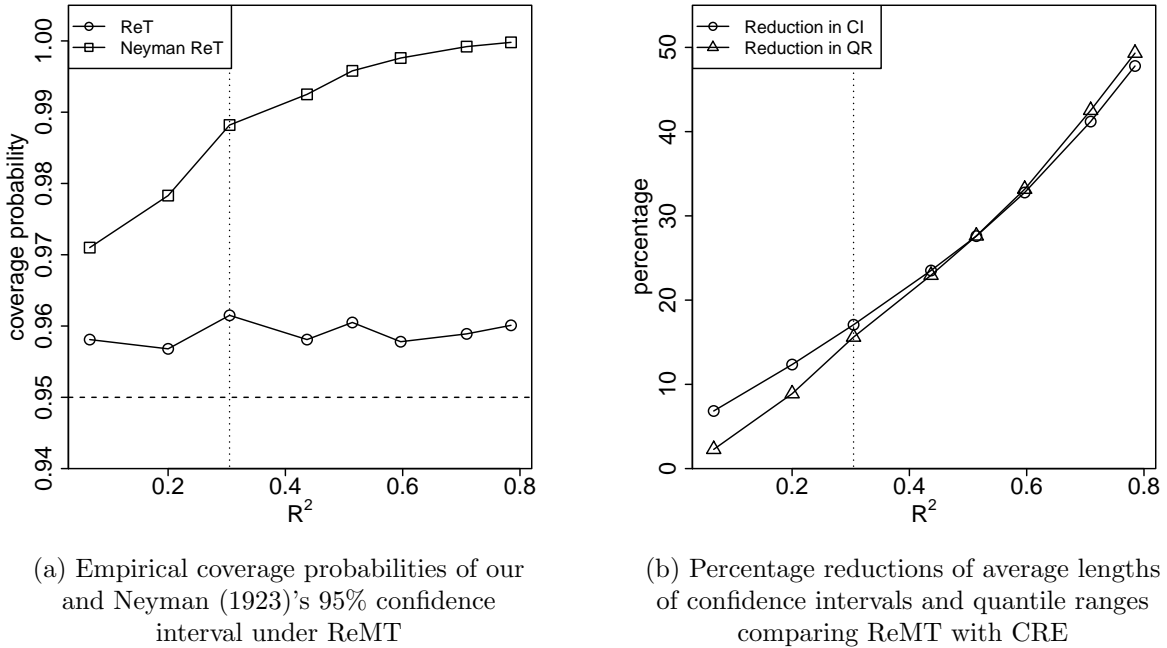 ReT
Neyman ReT
coverage probability
1.00
0.99
0.98
0.97
0.96
0.95
0.94
0.2
0.4
0.6
0.8
R²
Reduction in CI
Reduction in QR
percentage
50
40
30
20
10
0
0.2
0.4
0.6
0.8
R²
(a) Empirical coverage probabilities of our
and Neyman (1923)'s 95% confidence
interval under ReMT
(b) Percentage reductions of average lengths
of confidence intervals and quantile ranges
comparing ReMT with CRE